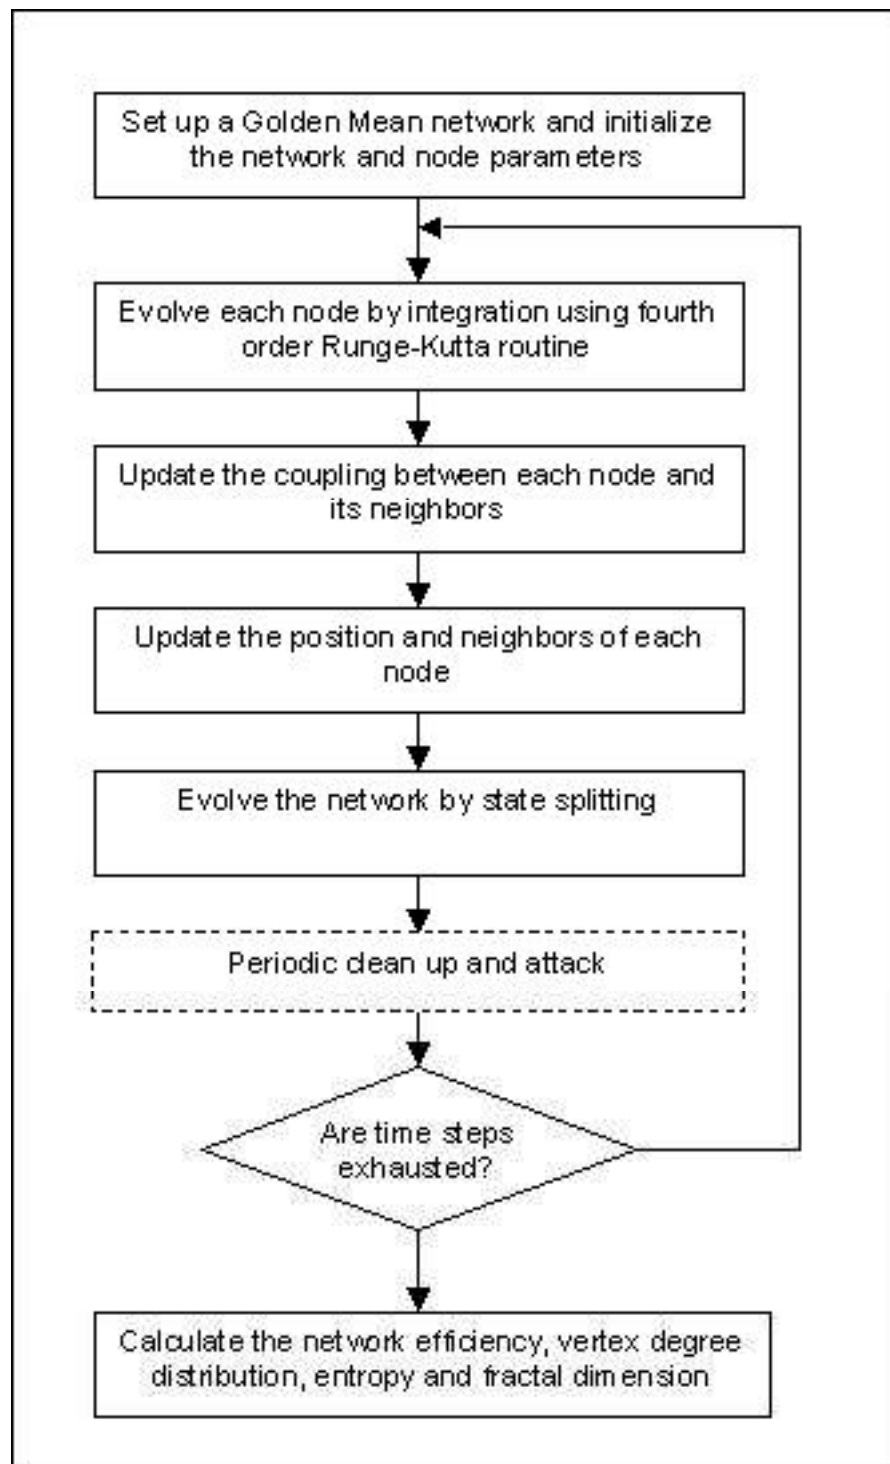 Set up a Golden Mean network and initialize
the network and node parameters
Evolve each node by integration using fourth
order Runge-Kutta routine
Update the coupling between each node and
its neighbors
Update the position and neighbors of each
node
Evolve the network by state splitting
Periodic clean up and attack
Are time steps
exhausted?
Calculate the network efficiency, vertex degree
distribution, entropy and fractal dimension